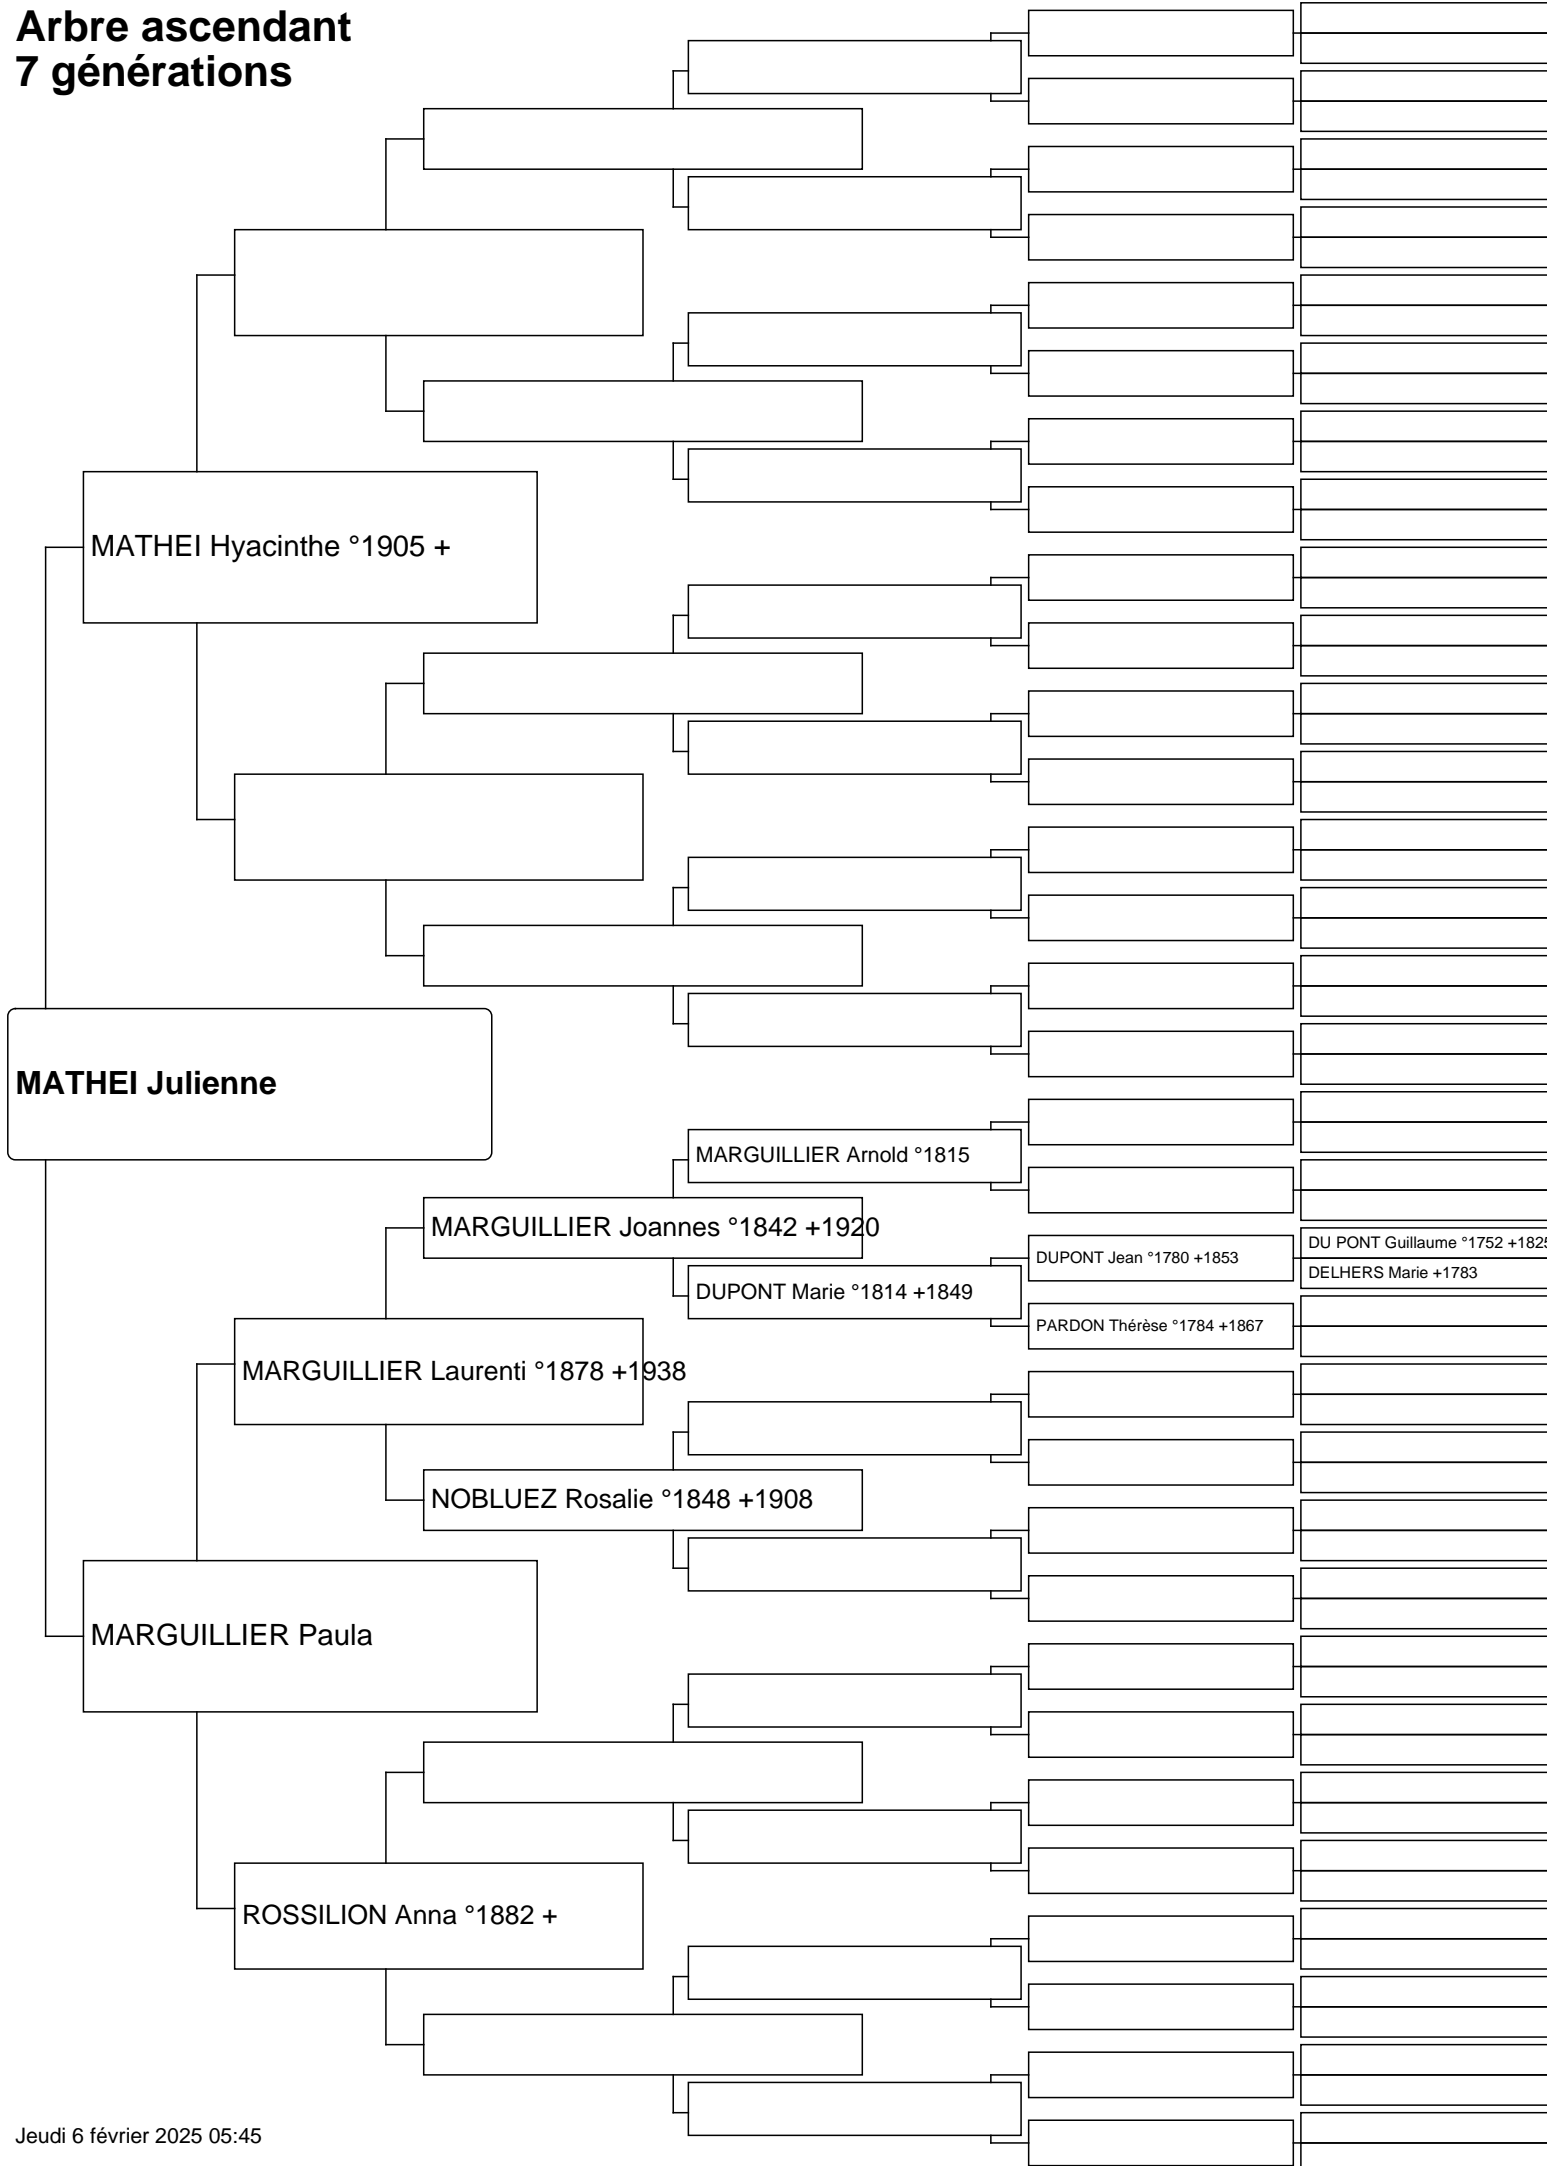 Arbre ascendant
7 générations
MATHEI Hyacinthe °1905 +
MATHEI Julienne
MARGUILLIER Arnold °1815
MARGUILLIER Joannes °1842 +1920
DU PONT Guillaume °1752 +1825
DUPONT Jean °1780 +1853
DELHERS Marie +1783
DUPONT Marie °1814 +1849
PARDON Thérèse °1784 +1867
MARGUILLIER Laurenti °1878 +1938
NOBLUEZ Rosalie °1848 +1908
MARGUILLIER Paula
ROSSILION Anna °1882 +
Jeudi 6 février 2025 05:45